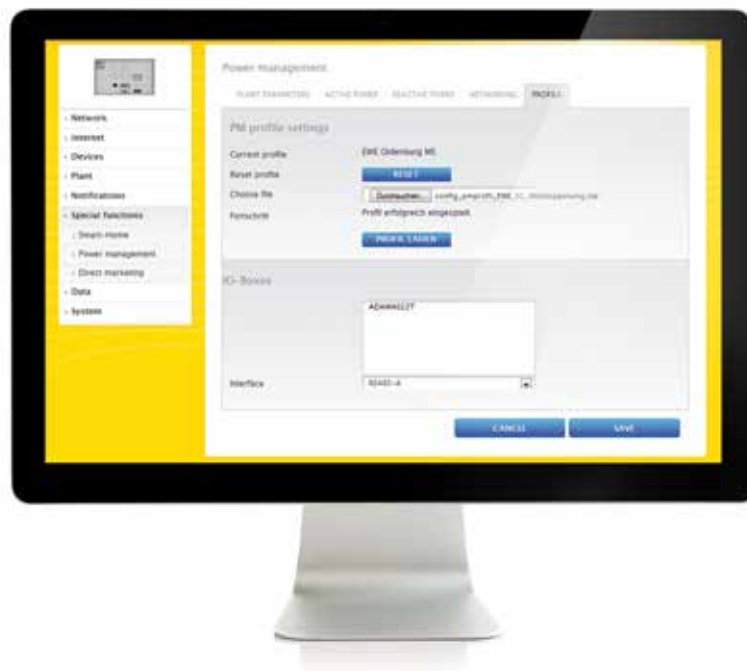 Power management
PLANT PARAMETERS ACTIVE POWER REACTIVE POWER NETWORKING PROFILE
Network
Internet
Devices
Plant
Notifications
Special functions
Smart Home
Power management
Direct marketing
Data
System
PM profile settings
Current profile EWE Oldenburg MS
Reset profile RESET
Choose file Durchsuchen...
Fortschritt Profil erfolgreich eingespielt.
PROFIL LADEN
IO-Boxes
Interface RS485-A
CANCEL SAVE